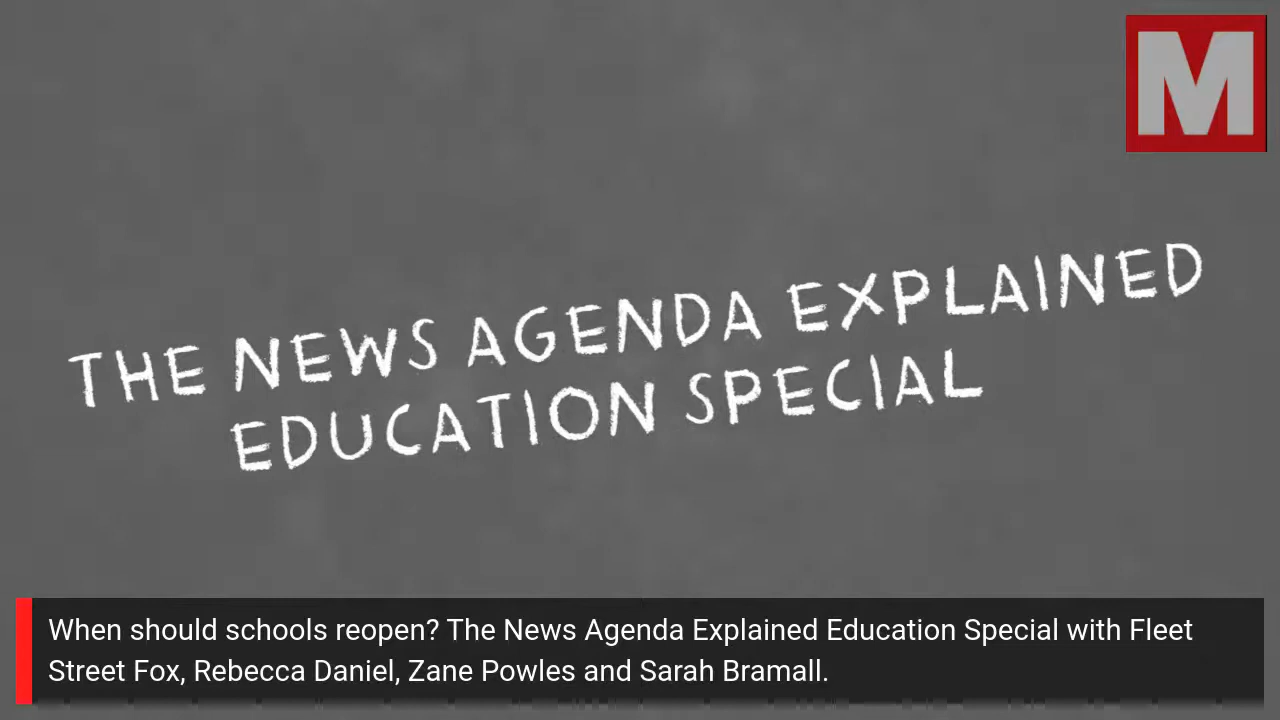 M
THE NEWS AGENDA EXPLAINED
EDUCATION SPECIAL
When should schools reopen? The News Agenda Explained Education Special with Fleet
Street Fox, Rebecca Daniel, Zane Powles and Sarah Bramall.